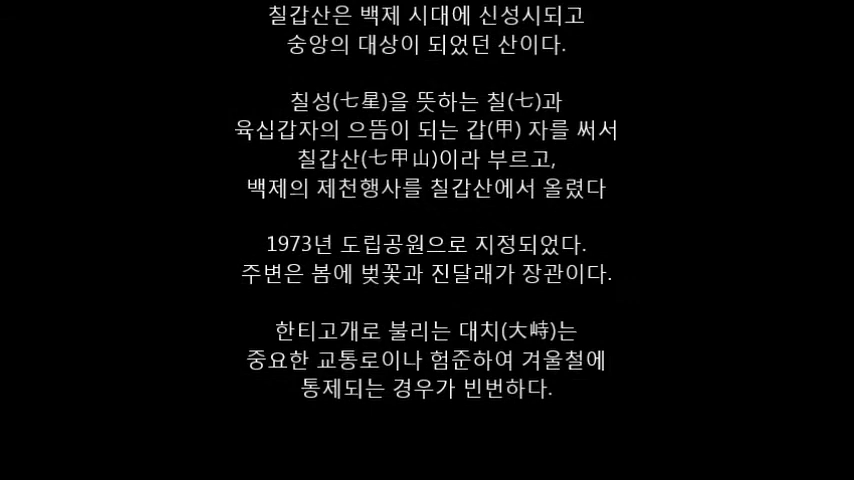 칠갑산은 백제 시대에 신성시되고
숭앙의 대상이 되었던 산이다.
칠성(七星)을 뜻하는 칠(七)과
육십갑자의 으뜸이 되는 갑(甲) 자를 써서
칠갑산(七甲山)이라 부르고,
백제의 제천행사를 칠갑산에서 올렸다
1973년 도립공원으로 지정되었다.
주변은 봄에 벚꽃과 진달래가 장관이다.
한티고개로 불리는 대치(大峙)는
중요한 교통로이나 험준하여 겨울철에
통제되는 경우가 빈번하다.